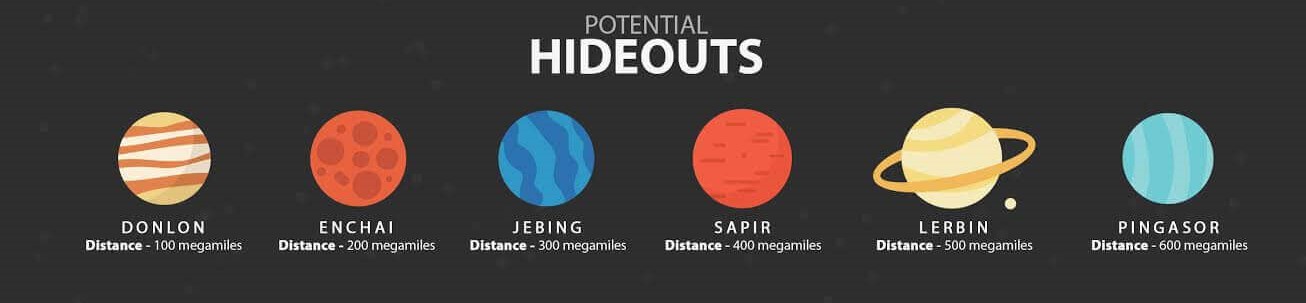 POTENTIAL
HIDEOUTS
DONLON
Distance - 100 megamiles
ENCHAI
Distance - 200 megamiles
JEBING
Distance - 300 megamiles
SAPIR
Distance - 400 megamiles
LERBIN
Distance - 500 megamiles
PINGASOR
Distance - 600 megamiles